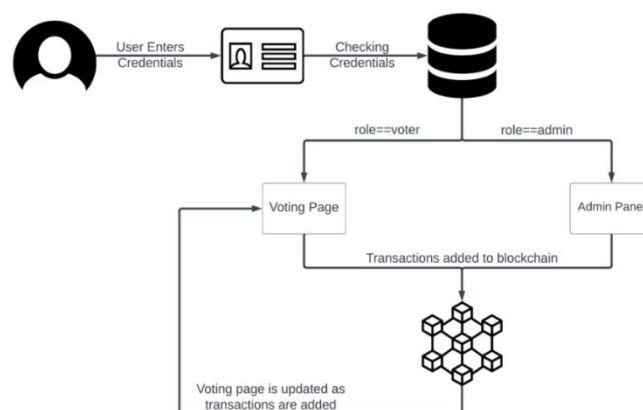 User Enters
Credentials
Checking
Credentials
role==voter
role==admin
Voting Page
Admin Pane
Transactions added to blockchain
Voting page is updated as
transactions are added